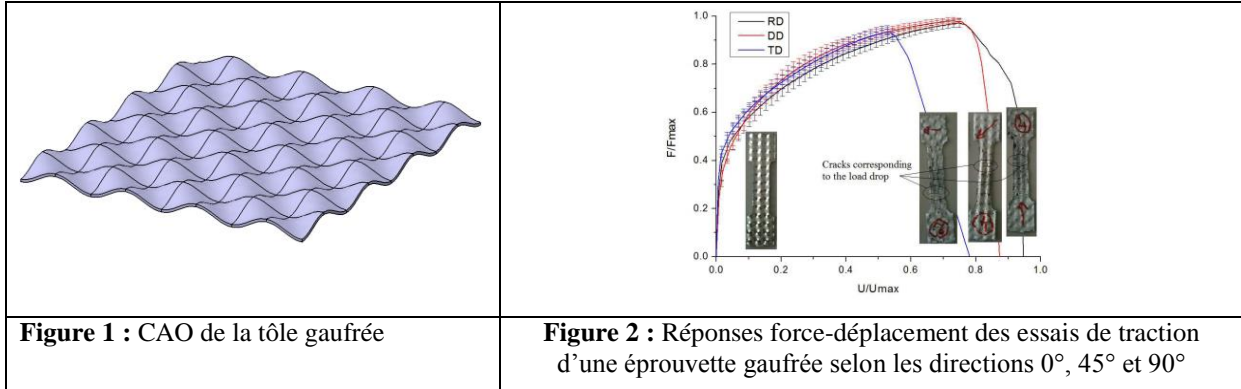 RD
DD
TD
F/Fmax
1.0
0.8
0.6
0.4
0.2
0.0
Cracks corresponding
to the load drop
0.0 0.2 0.4 0.6 0.8 1.0
U/Umax
Figure 1 : CAO de la tôle gaufrée
Figure 2 : Réponses force-déplacement des essais de traction
d’une éprouvette gaufrée selon les directions 0°, 45° et 90°